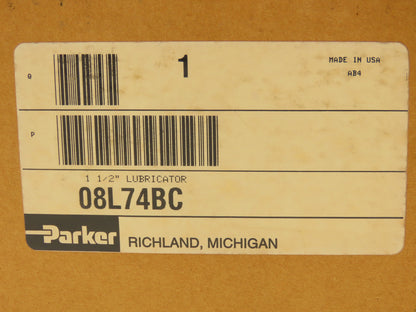 Q
1
MADE IN USA
AB4
P
1 1/2" LUBRICATOR
08L74BC
Parker
RICHLAND, MICHIGAN